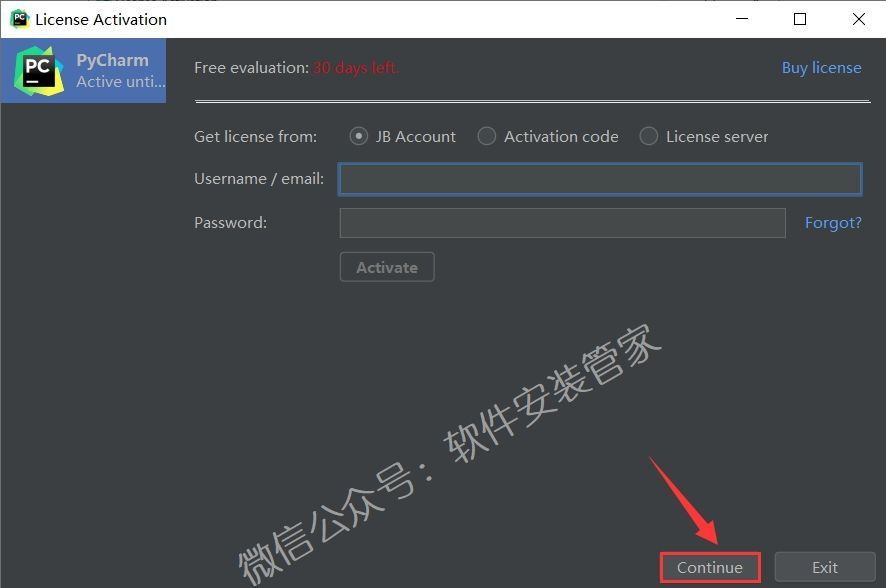 License Activation
PC
PyCharm
Active unti...
Free evaluation: 30 days left.
Buy license
Get license from:
JB Account
Activation code
License server
Username / email:
Password:
Forgot?
Activate
微信公众号：软件安装管家
Continue
Exit